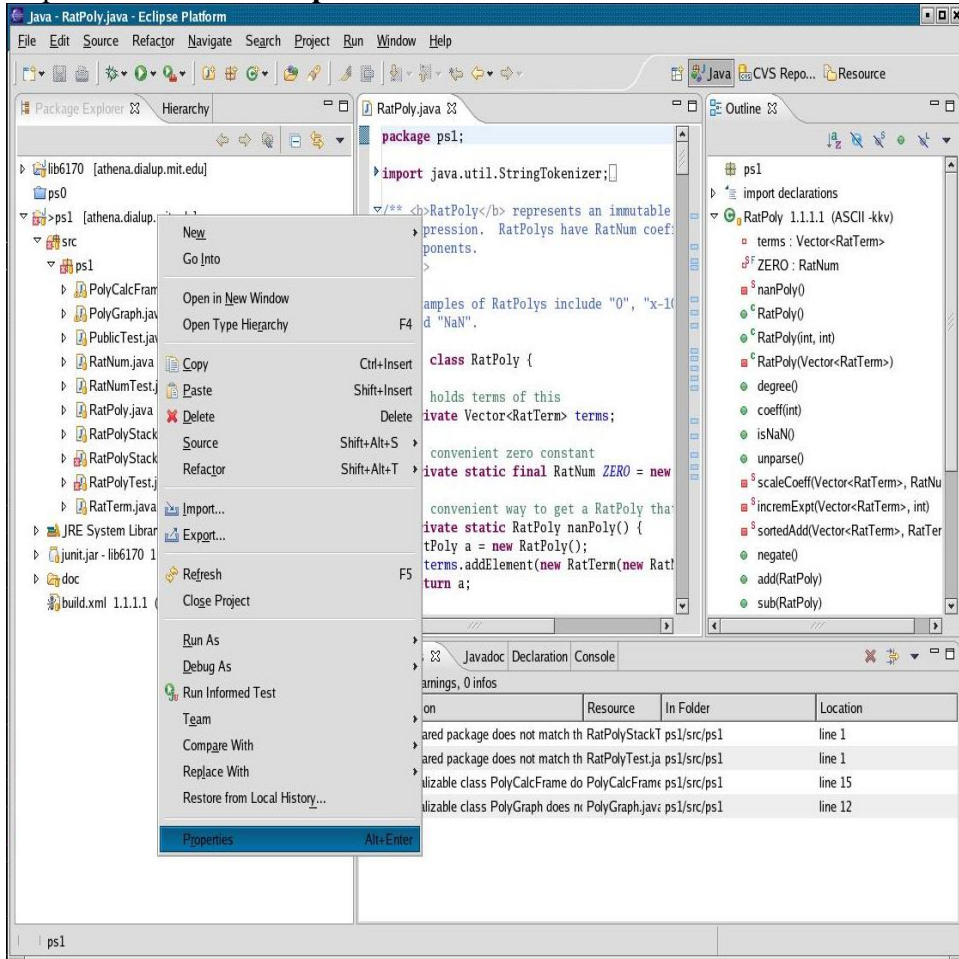 Java - RatPoly.java - Eclipse Platform
File Edit Source Refactor Navigate Search Project Run Window Help
Java CVS Repo... Resource
Package Explorer Hierarchy
lib6170 [athena.dialup.mit.edu]
ps0
>ps1 [athena.dialup.
src
ps1
PolyCalcFram
PolyGraph.jav
PublicTest.jav
RatNum.java
RatNumTest.j
RatPoly.java
RatPolyStack
RatPolyStack
RatPolyTest.j
RatTerm.java
JRE System Librar
junit.jar - lib6170 1
doc
build.xml 1.1.1.1 (
New
Go Into
Open in New Window
Open Type Hierarchy F4
Copy Ctrl+Insert
Paste Shift+Insert
Delete Delete
Source Shift+Alt+S
Refactor Shift+Alt+T
Import...
Export...
Refresh F5
Close Project
Run As
Debug As
Run Informed Test
Team
Compare With
Replace With
Restore from Local History...
Properties Alt+Enter
RatPoly.java
package ps1;
import java.util.StringTokenizer;
/** <b>RatPoly</b> represents an immutable
pression. RatPolys have RatNum coef
ponents.
>
amples of RatPolys include "0", "x-10
d "NaN".
class RatPoly {
holds terms of this
ivate Vector<RatTerm> terms;
convenient zero constant
ivate static final RatNum ZERO = new
convenient way to get a RatPoly tha
ivate static RatPoly nanPoly() {
tPoly a = new RatPoly();
terms.addElement(new RatTerm(new Rat
turn a;
Outline
ps1
import declarations
RatPoly 1.1.1.1 (ASCII -kkv)
terms : Vector<RatTerm>
ZERO : RatNum
nanPoly()
RatPoly()
RatPoly(int, int)
RatPoly(Vector<RatTerm>)
degree()
coeff(int)
isNaN()
unparse()
scaleCoeff(Vector<RatTerm>, RatNu
incremExpt(Vector<RatTerm>, int)
sortedAdd(Vector<RatTerm>, RatTer
negate()
add(RatPoly)
sub(RatPoly)
Javadoc Declaration Console
arnings, 0 infos
on Resource In Folder Location
ared package does not match th RatPolyStackT ps1/src/ps1 line 1
ared package does not match th RatPolyTest.ja ps1/src/ps1 line 1
alizable class PolyCalcFrame do PolyCalcFrame ps1/src/ps1 line 15
alizable class PolyGraph does n PolyGraph.java ps1/src/ps1 line 12
ps1